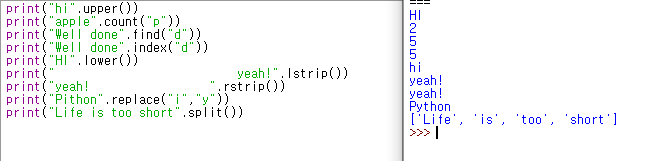 print("hi".upper())
print("apple".count("p"))
print("Well done".find("d"))
print("Well done".index("d"))
print("HI".lower())
print("                          yeah!".lstrip())
print("yeah!                 ".rstrip())
print("Pithon".replace("i","y"))
print("Life is too short".split())
===
HI
2
5
5
hi
yeah!
yeah!
Python
['Life', 'is', 'too', 'short']
>>>